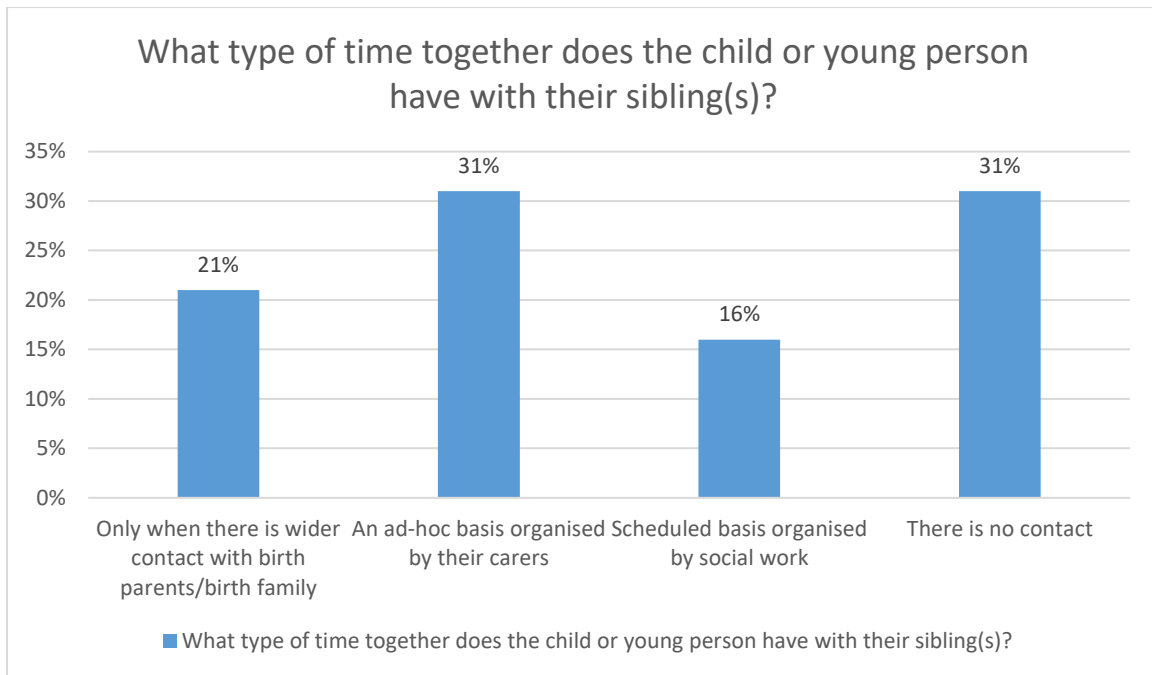 What type of time together does the child or young person
have with their sibling(s)?
35%
30%
25%
20%
15%
10%
5%
0%
21%
31%
16%
31%
Only when there is wider
contact with birth
parents/birth family
An ad-hoc basis organised
by their carers
Scheduled basis organised
by social work
There is no contact
What type of time together does the child or young person have with their sibling(s)?